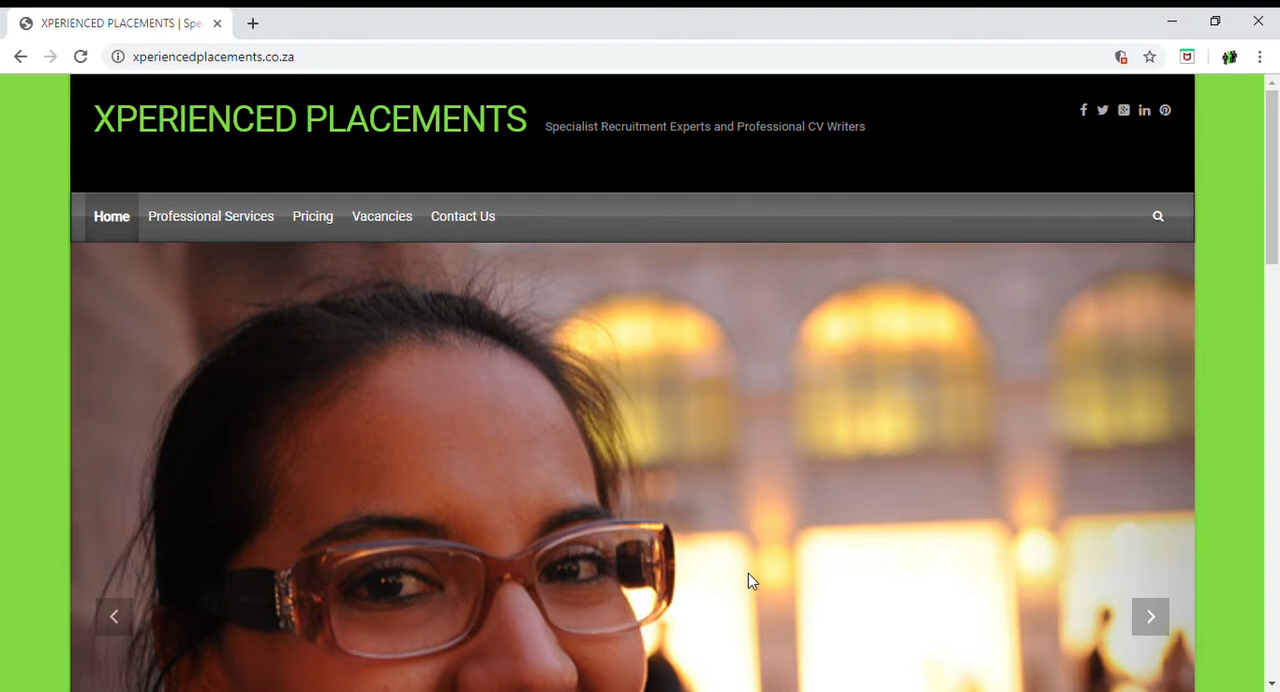 XPERIENCED PLACEMENTS | Spe
xperiencedplacements.co.za
XPERIENCED PLACEMENTS Specialist Recruitment Experts and Professional CV Writers
Home Professional Services Pricing Vacancies Contact Us